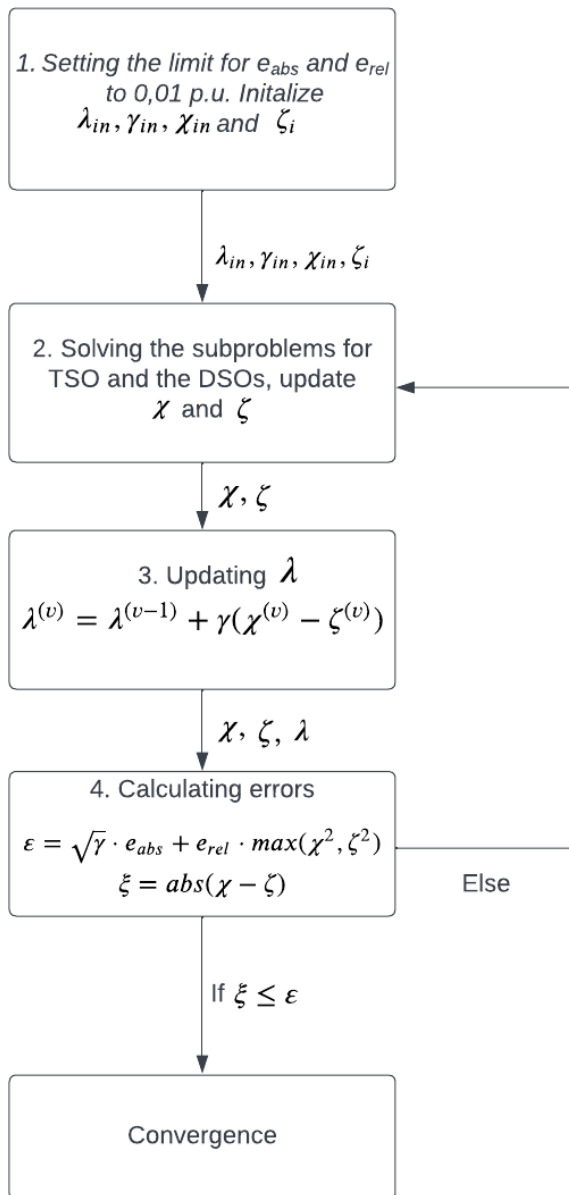 1. Setting the limit for e_abs and e_rel
to 0,01 p.u. Initalize
λ_in, γ_in, χ_in and ζ_i
λ_in, γ_in, χ_in, ζ_i
2. Solving the subproblems for
TSO and the DSOs, update
χ and ζ
χ, ζ
3. Updating λ
λ^(v) = λ^(v−1) + γ(χ^(v) − ζ^(v))
χ, ζ, λ
4. Calculating errors
ε = √γ · e_abs + e_rel · max(χ², ζ²)
ξ = abs(χ − ζ)
Else
If ξ ≤ ε
Convergence